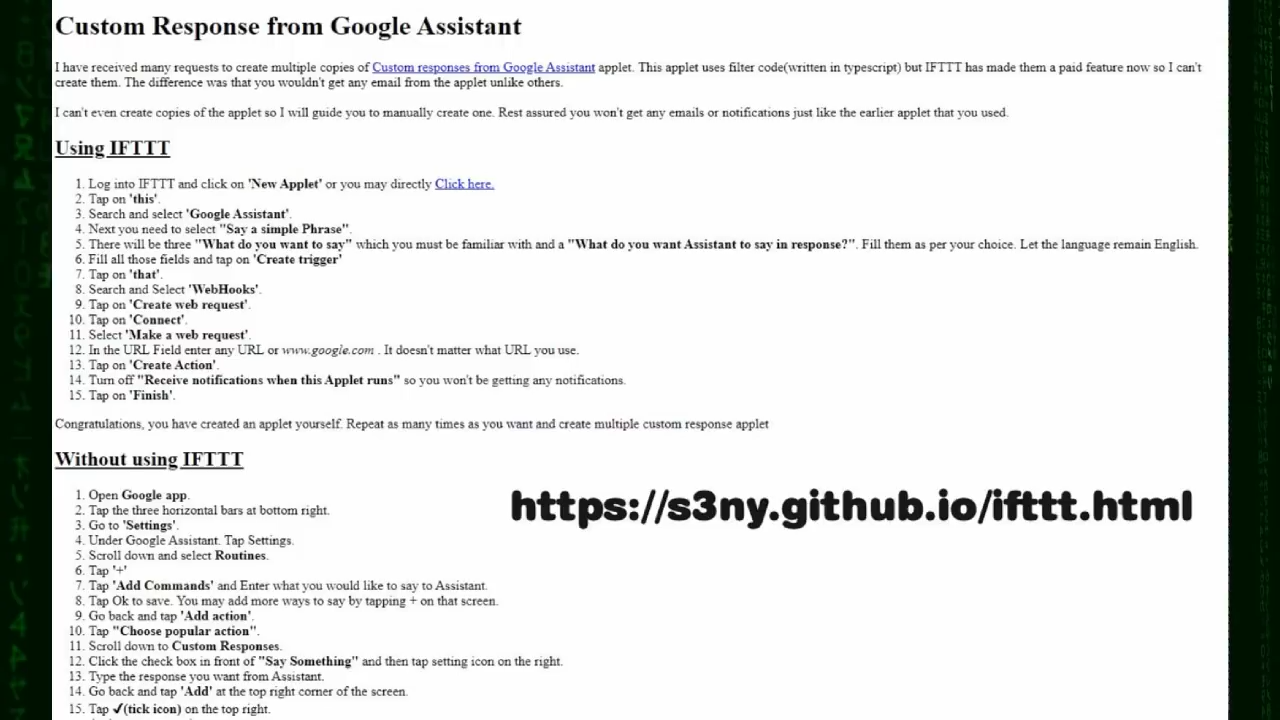 Custom Response from Google Assistant
I have received many requests to create multiple copies of Custom responses from Google Assistant applet. This applet uses filter code(written in typescript) but IFTTT has made them a paid feature now so I can't
create them. The difference was that you wouldn't get any email from the applet unlike others.
I can't even create copies of the applet so I will guide you to manually create one. Rest assured you won't get any emails or notifications just like the earlier applet that you used.
Using IFTTT
1. Log into IFTTT and click on 'New Applet' or you may directly Click here.
2. Tap on 'this'.
3. Search and select 'Google Assistant'.
4. Next you need to select "Say a simple Phrase".
5. There will be three "What do you want to say" which you must be familiar with and a "What do you want Assistant to say in response?". Fill them as per your choice. Let the language remain English.
6. Fill all those fields and tap on 'Create trigger'
7. Tap on 'that'.
8. Search and Select 'WebHooks'.
9. Tap on 'Create web request'.
10. Tap on 'Connect'.
11. Select 'Make a web request'.
12. In the URL Field enter any URL or www.google.com . It doesn't matter what URL you use.
13. Tap on 'Create Action'.
14. Turn off "Receive notifications when this Applet runs" so you won't be getting any notifications.
15. Tap on 'Finish'.
Congratulations, you have created an applet yourself. Repeat as many times as you want and create multiple custom response applet
Without using IFTTT
1. Open Google app.
2. Tap the three horizontal bars at bottom right.
3. Go to 'Settings'.
4. Under Google Assistant. Tap Settings.
5. Scroll down and select Routines.
6. Tap '+'
7. Tap 'Add Commands' and Enter what you would like to say to Assistant.
8. Tap Ok to save. You may add more ways to say by tapping + on that screen.
9. Go back and tap 'Add action'.
10. Tap "Choose popular action".
11. Scroll down to Custom Responses.
12. Click the check box in front of "Say Something" and then tap setting icon on the right.
13. Type the response you want from Assistant.
14. Go back and tap 'Add' at the top right corner of the screen.
15. Tap ✓(tick icon) on the top right.
https://s3ny.github.io/ifttt.html